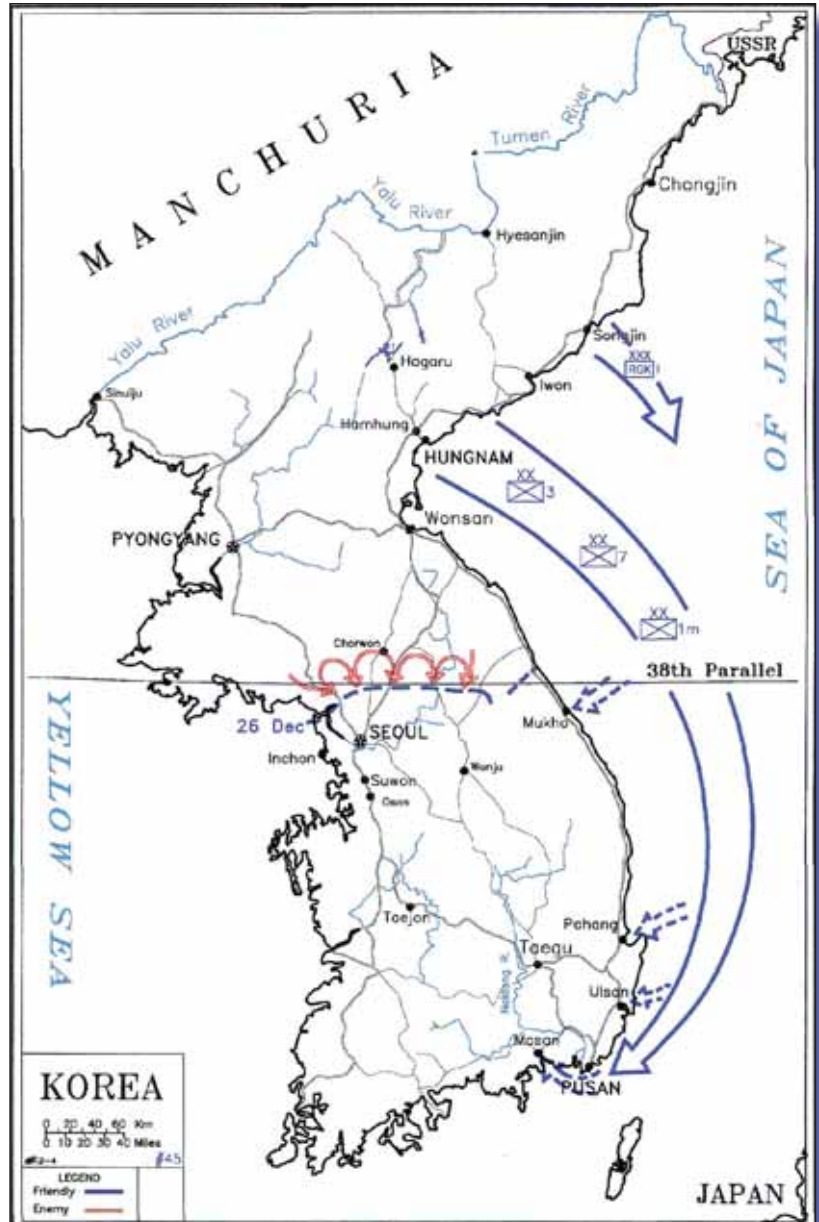 USSR
MANCHURIA
Tumen River
Chongjin
Yalu River
Hyesanjin
SEA OF JAPAN
Yalu River
Songjin
XXX
ROK I
Hagaru
Iwon
Sinuiju
Hamhung
HUNGNAM
XX
3
Wonsan
PYONGYANG
XX
7
XX
1m
Chorwon
38th Parallel
YELLOW SEA
26 Dec
Mukho
SEOUL
Inchon
Wonju
Suwon
Osan
Taejon
Pohang
Taegu
Ulsan
Masan
PUSAN
KOREA
0 20 40 60 Km
0 10 20 30 40 Miles
#45
LEGEND
Friendly
Enemy
JAPAN